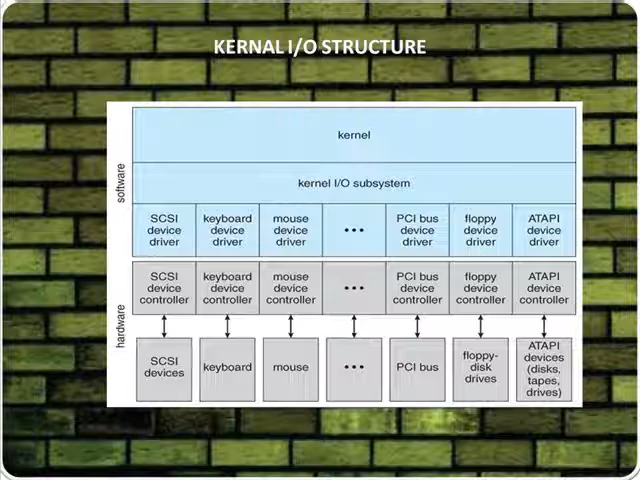 KERNAL I/O STRUCTURE
software
kernel
kernel I/O subsystem
SCSI
device
driver
keyboard
device
driver
mouse
device
driver
•••
PCI bus
device
driver
floppy
device
driver
ATAPI
device
driver
hardware
SCSI
device
controller
keyboard
device
controller
mouse
device
controller
•••
PCI bus
device
controller
floppy
device
controller
ATAPI
device
controller
SCSI
devices
keyboard
mouse
•••
PCI bus
floppy-
disk
drives
ATAPI
devices
(disks,
tapes,
drives)